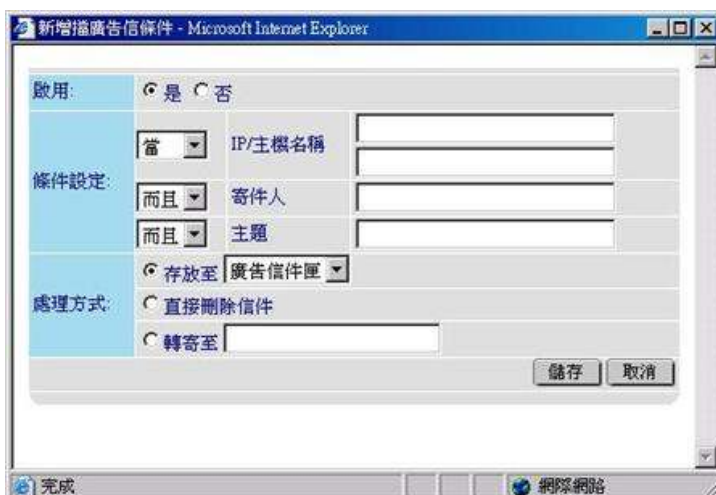 新增擋廣告信條件 - Microsoft Internet Explorer
啟用:
是 否
條件設定:
當 IP/主機名稱
而且 寄件人
而且 主題
處理方式:
存放至 廣告信件匣
直接刪除信件
轉寄至
儲存 取消
完成 網際網路